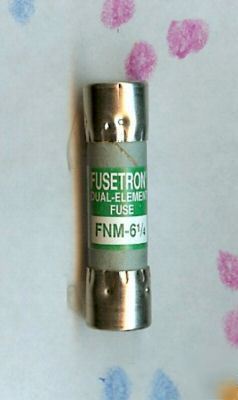 FUSETRON
DUAL-ELEMENT
FUSE
FNM-6¼